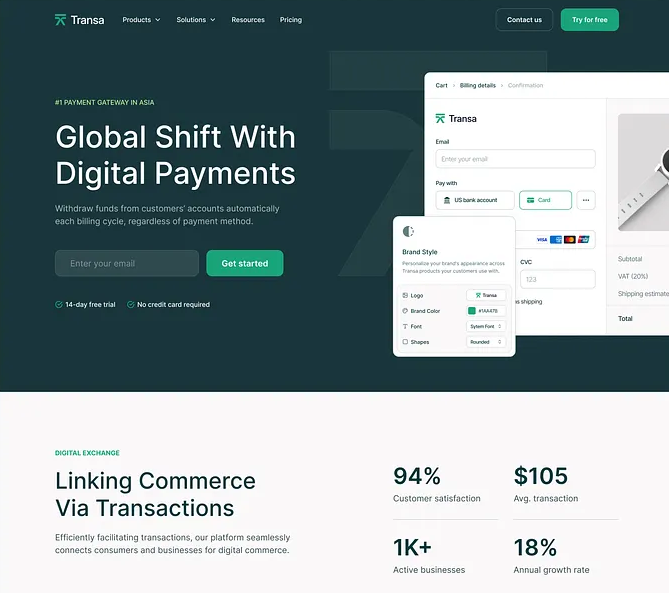 Transa
Products
Solutions
Resources
Pricing
Contact us
Try for free
#1 PAYMENT GATEWAY IN ASIA
Global Shift With
Digital Payments
Withdraw funds from customers' accounts automatically
each billing cycle, regardless of payment method.
Enter your email
Get started
14-day free trial
No credit card required
Cart
Billing details
Confirmation
Transa
Email
Enter your email
Pay with
US bank account
Card
VISA
CVC
123
shipping
Subtotal
VAT (20%)
Shipping estimate
Total
Brand Style
Personalize your brand's appearance across
Transa products your customers use with.
Logo
Transa
Brand Color
#1AA47B
Font
Sytem Font
Shapes
Rounded
DIGITAL EXCHANGE
Linking Commerce
Via Transactions
Efficiently facilitating transactions, our platform seamlessly
connects consumers and businesses for digital commerce.
94%
Customer satisfaction
$105
Avg. transaction
1K+
Active businesses
18%
Annual growth rate